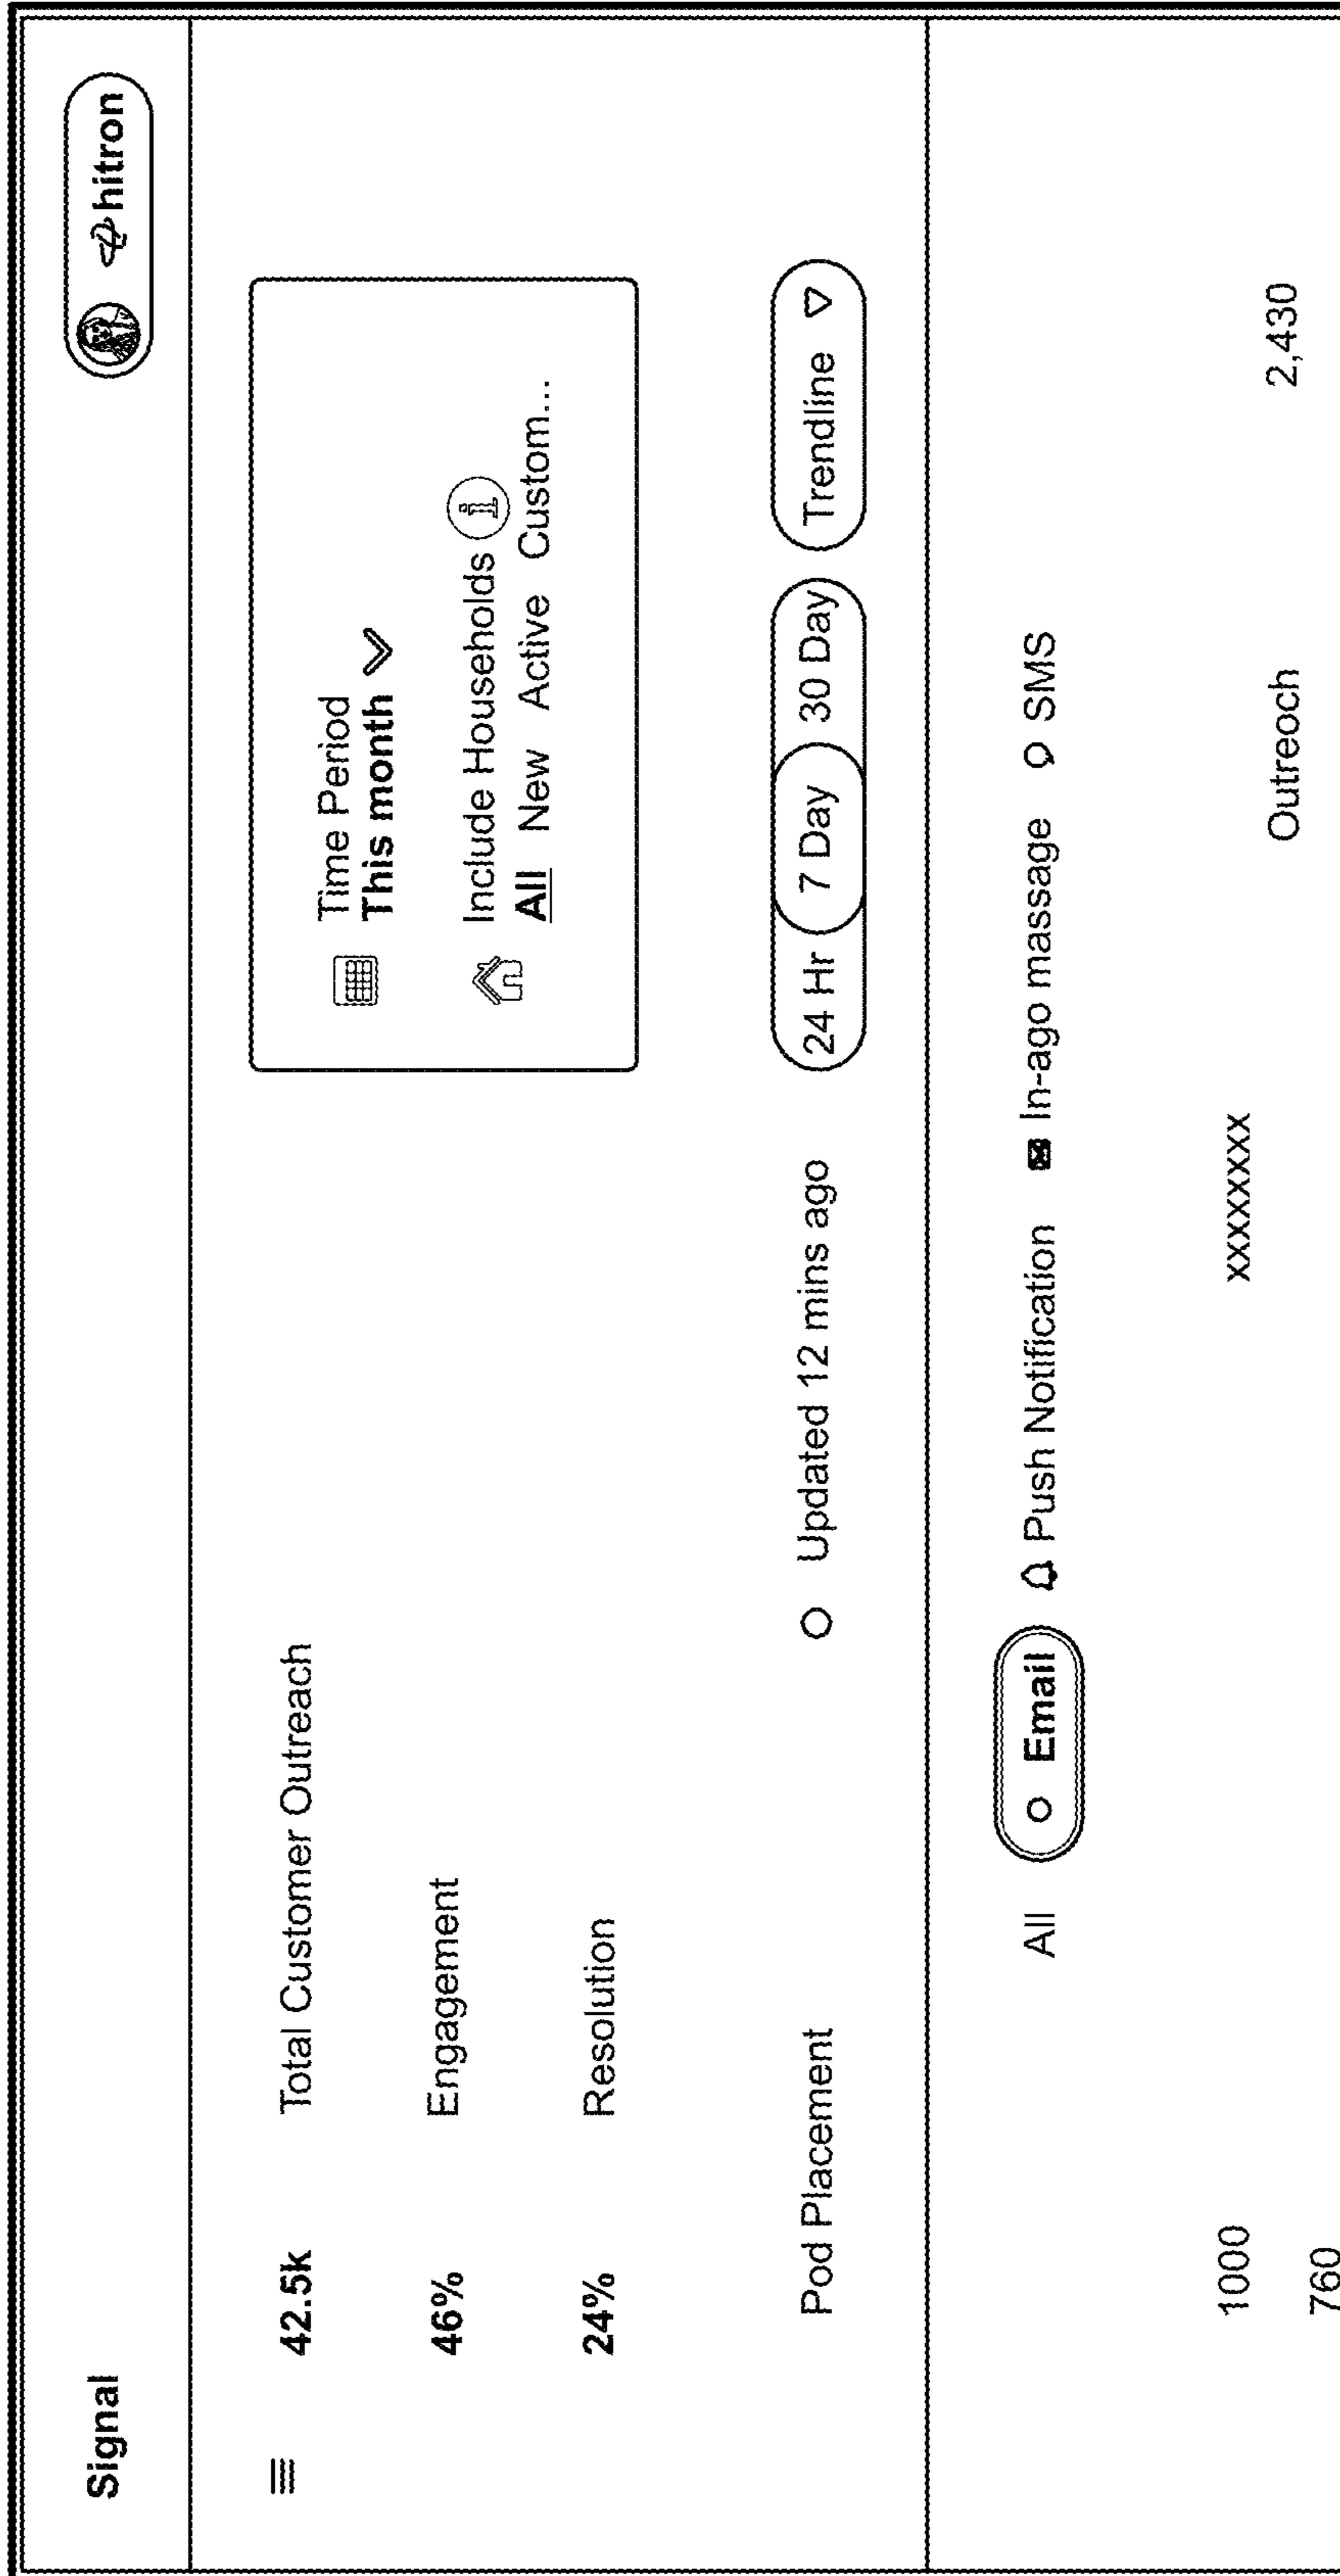 Signal
hitron
42.5k Total Customer Outreach
46% Engagement
24% Resolution
Time Period
This month
Include Households i
All New Active Custom...
Pod Placement
Updated 12 mins ago
24 Hr 7 Day 30 Day Trendline
All Email Push Notification In-ago massage SMS
1000 xxxxxxxx
Outreoch 2,430
760